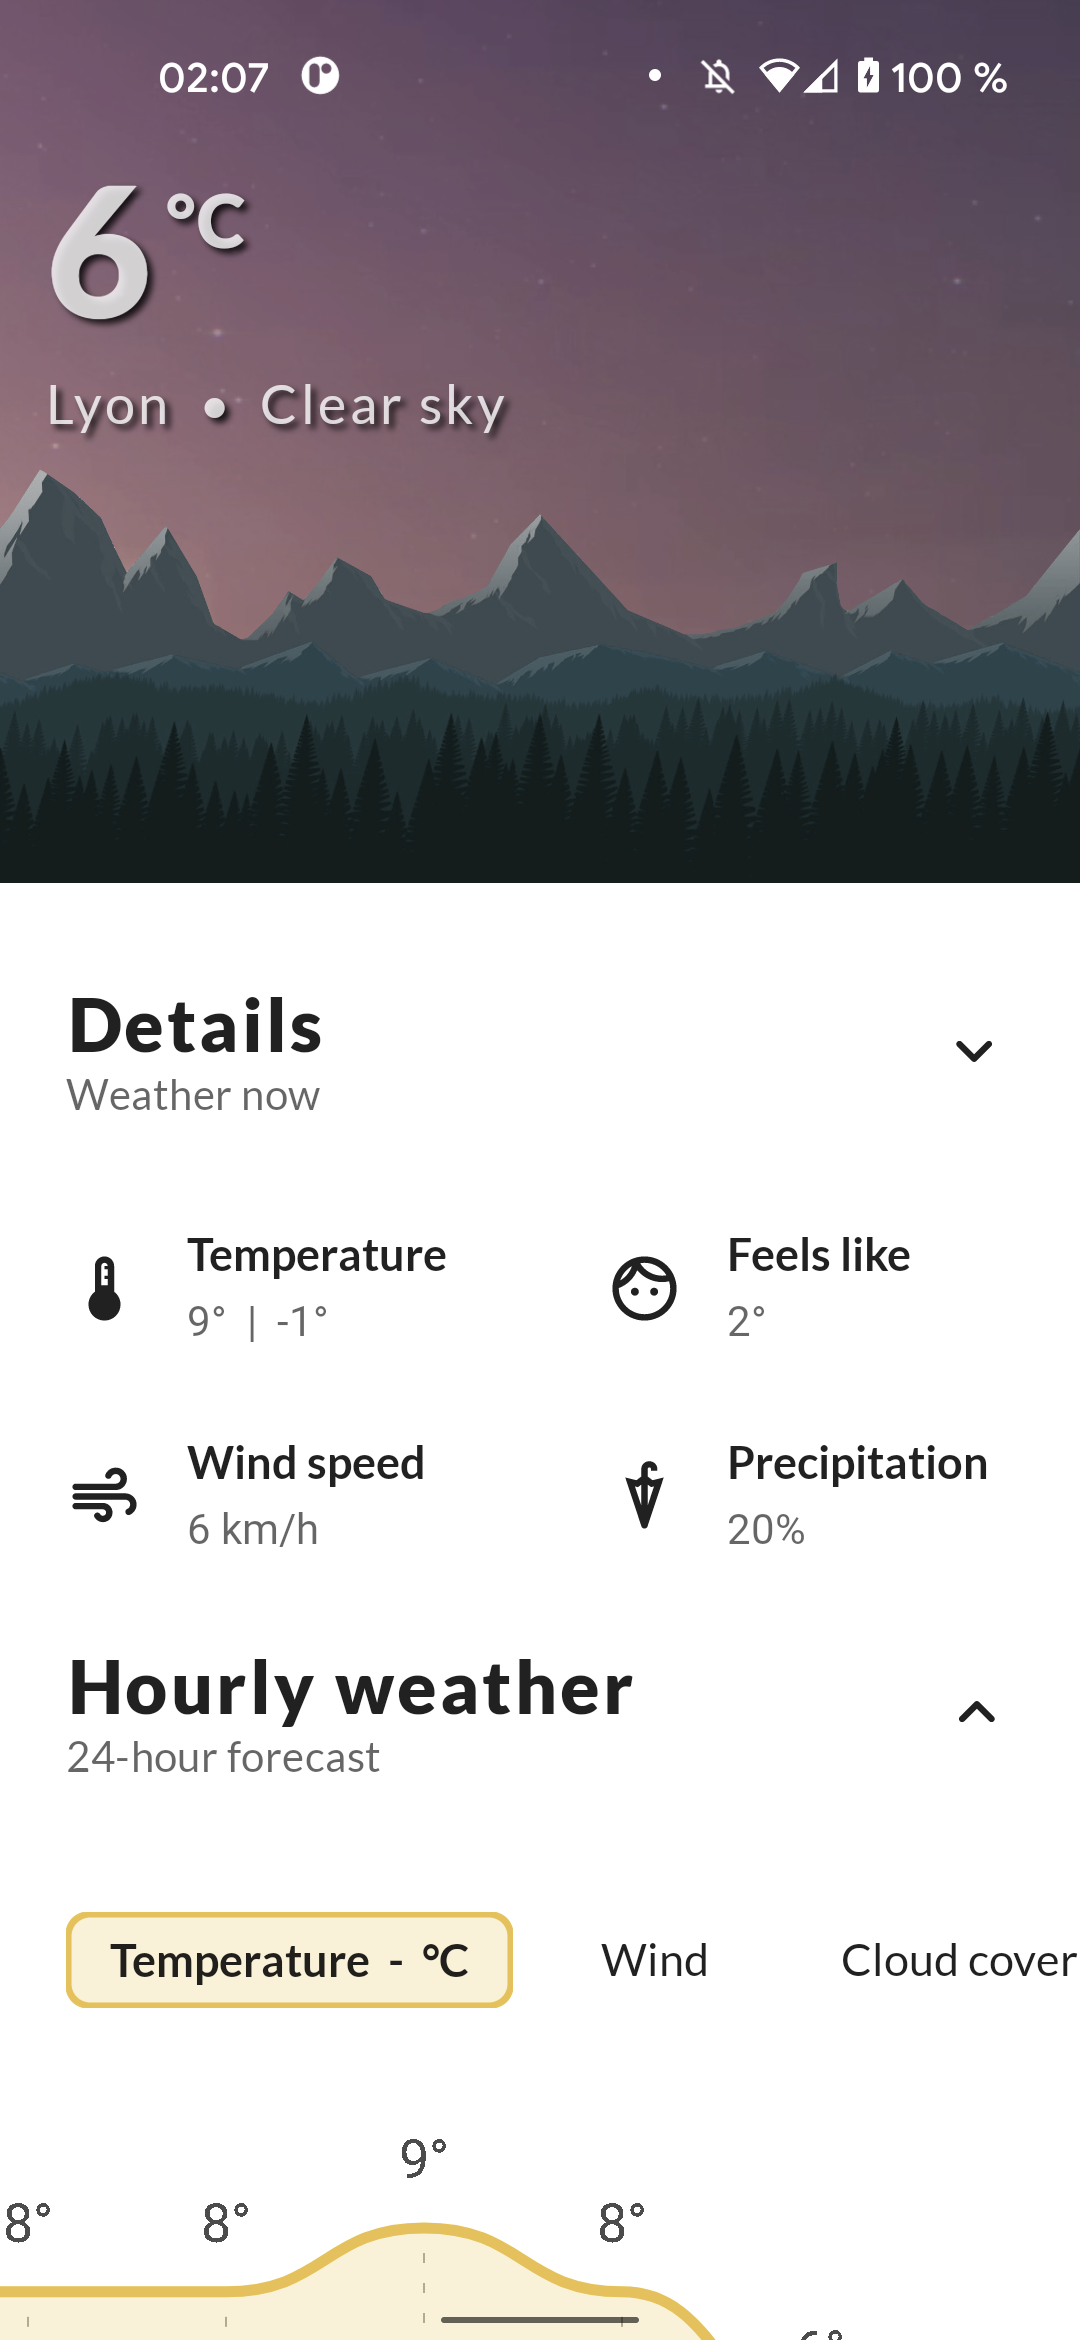 02:07 100 %
6 °C
Lyon • Clear sky
Details
Weather now
Temperature Feels like
9° | -1° 2°
Wind speed Precipitation
6 km/h 20%
Hourly weather
24-hour forecast
Temperature - °C Wind Cloud cover
9°
8° 8° 8°